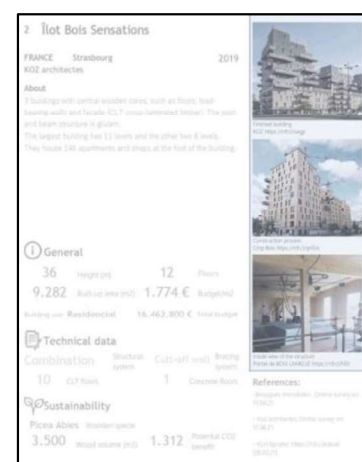 2 Îlot Bois Sensations
FRANCE Strasbourg 2019
KOZ architectes
About
3 buildings with central wooden cores, such as floors, load-
bearing walls and facade (CLT cross-laminated timber). The post
and beam structure is glulam.
The largest building has 11 levels and the other two 8 levels.
They house 146 apartments and shops at the foot of the building.
General
36 Height (m) 12 Floors
9.282 Built-up area (m2) 1.774 € Budget/m2
Building use Residencial 16.462.800 € Total budget
Technical data
Combination Structural system Cutt-off wall Bracing system
10 CLT floors 1 Concrete floors
Sustainability
Picea Abies Wooden specie
3.500 Wood volume (m3) 1.312 Potential CO2 benefit
Finished building
Construction process
Inside view of the structure
References: